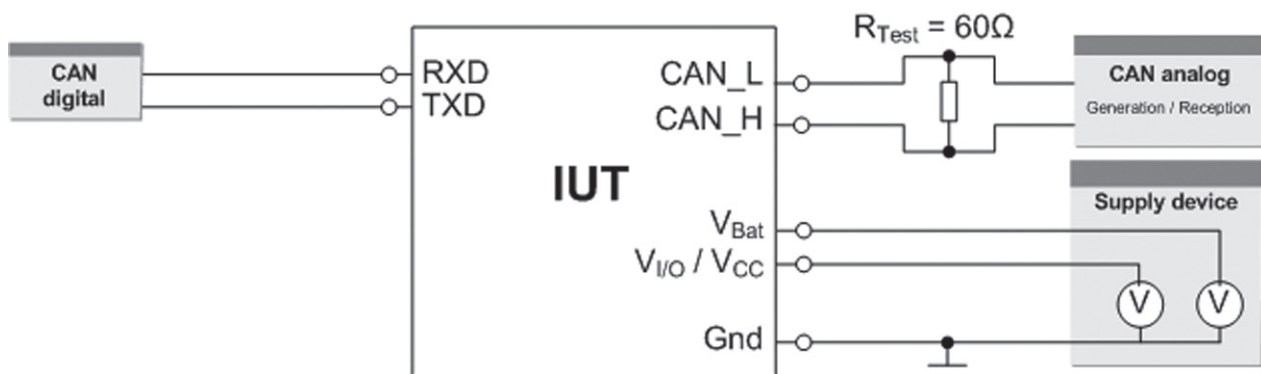 R_Test = 60Ω
CAN
digital
RXD
TXD
IUT
CAN_L
CAN_H
V_Bat
V_I/O / V_CC
Gnd
CAN analog
Generation / Reception
Supply device
V
V